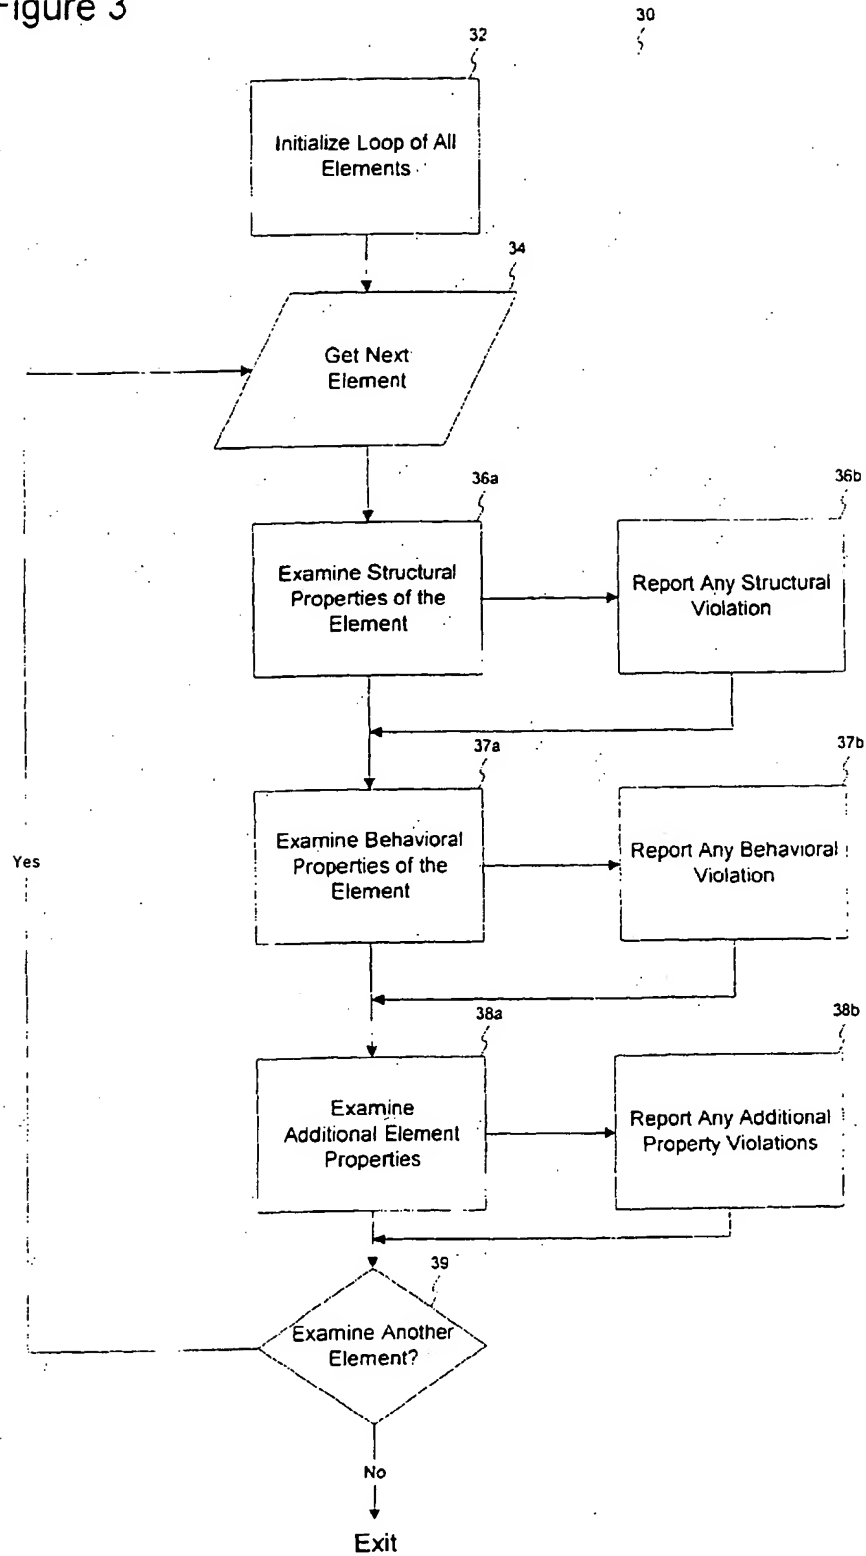 Figure 3
30
32
Initialize Loop of All
Elements
34
Get Next
Element
36a
Examine Structural
Properties of the
Element
36b
Report Any Structural
Violation
37a
Examine Behavioral
Properties of the
Element
37b
Report Any Behavioral
Violation
Yes
38a
Examine
Additional Element
Properties
38b
Report Any Additional
Property Violations
39
Examine Another
Element?
No
Exit